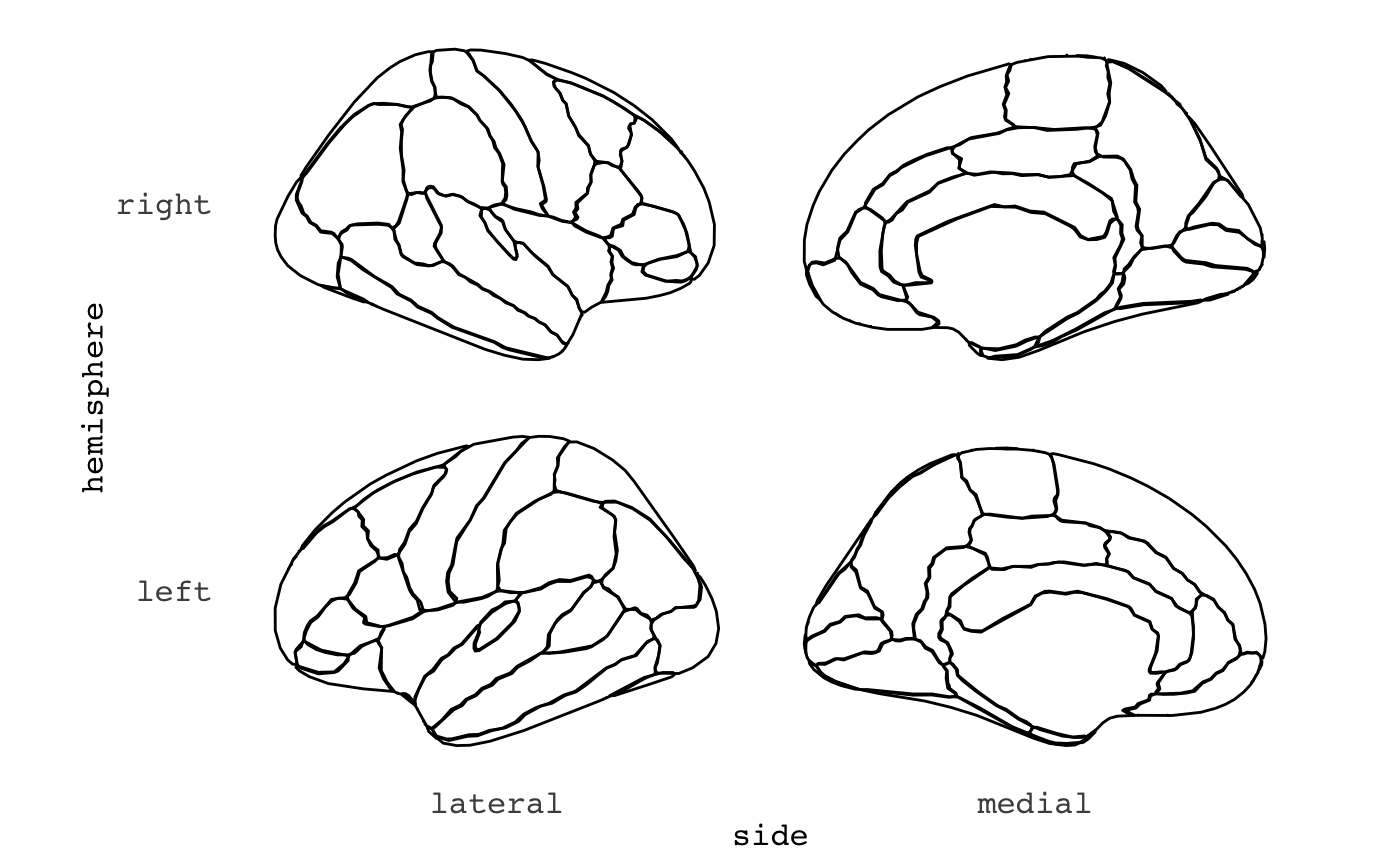 right
hemisphere
left
lateral
medial
side